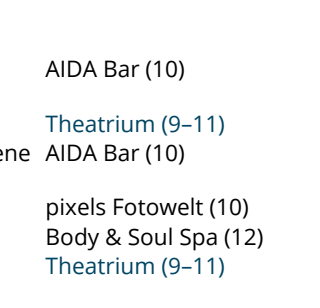 AIDA Bar (10)
Theatrium (9–11)
AIDA Bar (10)
pixels Fotowelt (10)
Body & Soul Spa (12)
Theatrium (9–11)